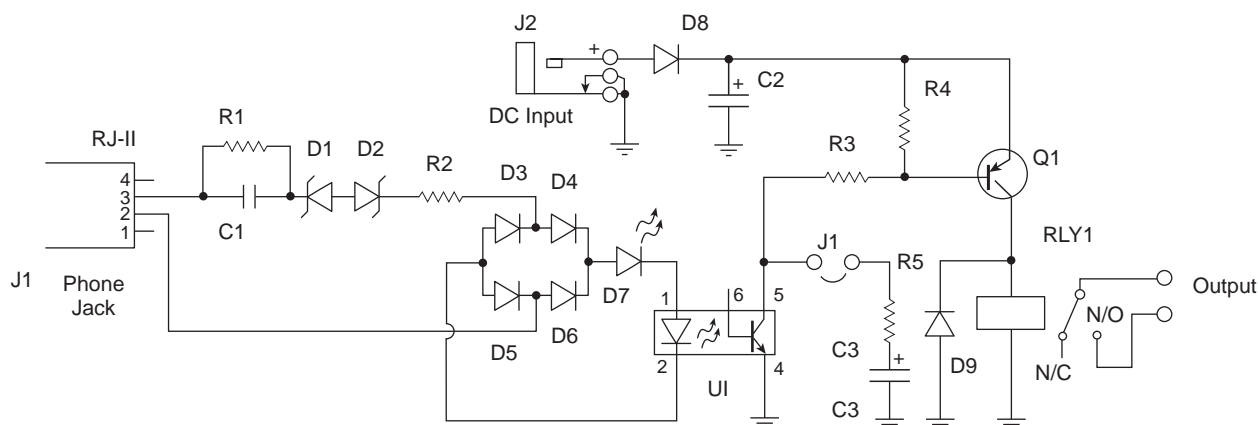 J2
+
D8
DC Input
+
C2
R4
R3
Q1
RJ-II
4
3
2
1
J1
Phone
Jack
R1
C1
D1
D2
R2
D3
D4
D5
D6
D7
1
2
6
5
4
UI
J1
R5
C3
+
C3
D9
RLY1
N/O
N/C
Output